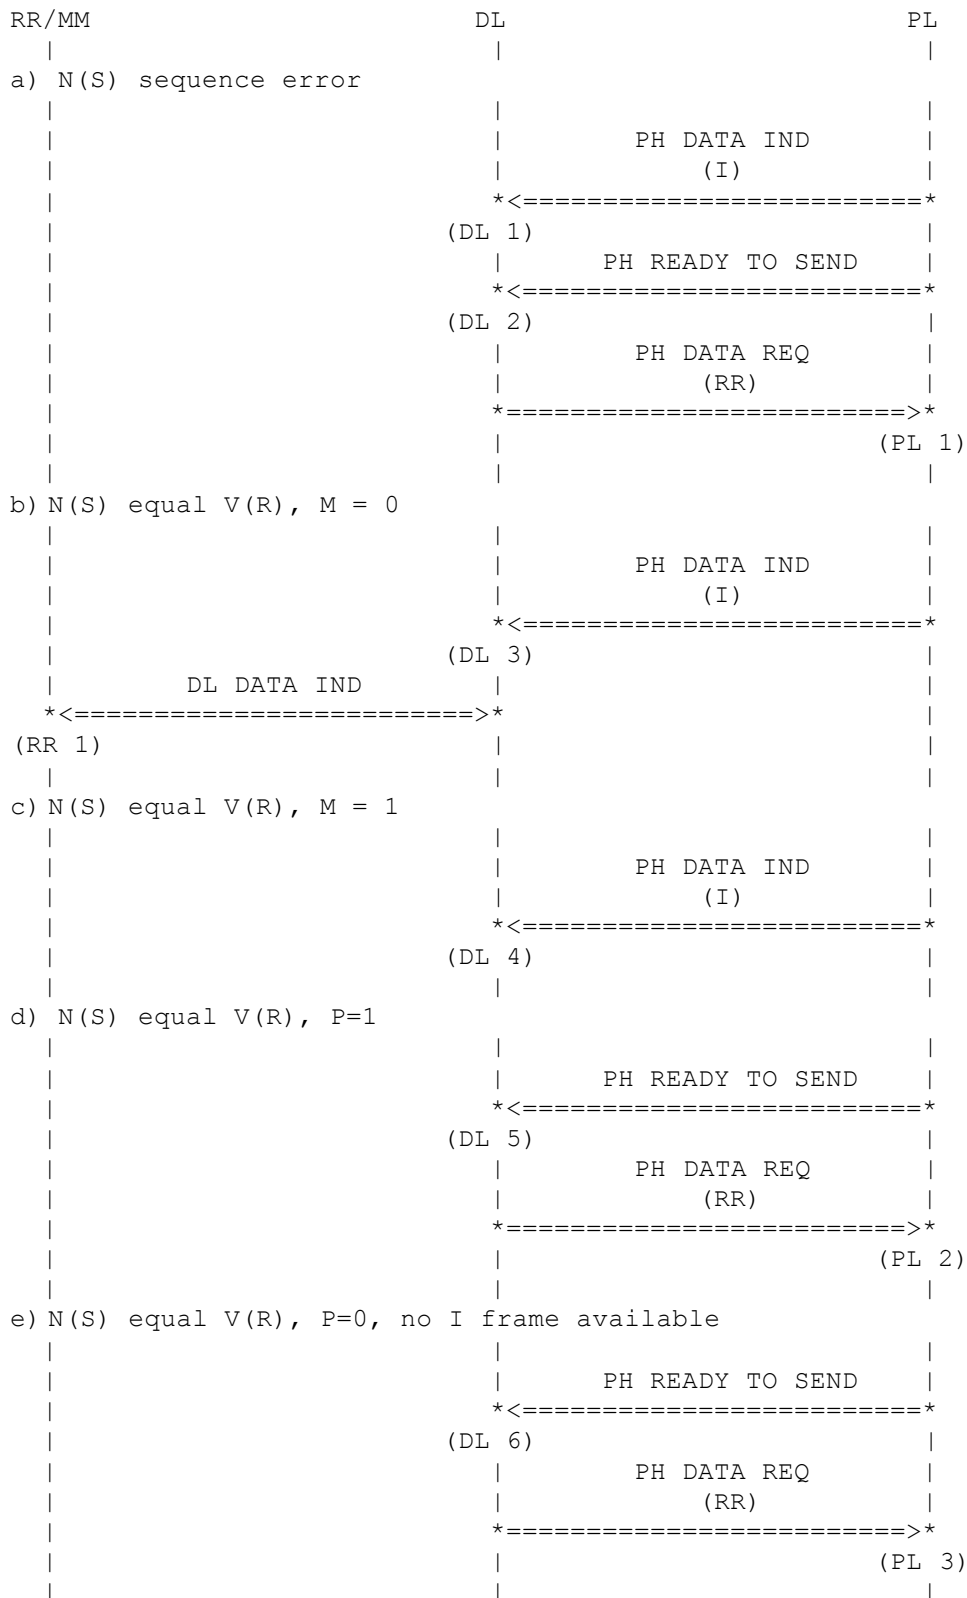 RR/MM                        DL                         PL
  |                           |                          |
a) N(S) sequence error
  |                           |                          |
  |                           |       PH DATA IND        |
  |                           |           (I)            |
  |                           *<=========================*
  |                        (DL 1)                        |
  |                           |     PH READY TO SEND     |
  |                           *<=========================*
  |                        (DL 2)                        |
  |                           |       PH DATA REQ        |
  |                           |           (RR)           |
  |                           *=========================>*
  |                           |                       (PL 1)
  |                           |                          |
b) N(S) equal V(R), M = 0
  |                           |                          |
  |                           |       PH DATA IND        |
  |                           |           (I)            |
  |                           *<=========================*
  |                        (DL 3)                        |
  |       DL DATA IND         |                          |
  *<=========================>*                          |
(RR 1)                        |                          |
  |                           |                          |
c) N(S) equal V(R), M = 1
  |                           |                          |
  |                           |       PH DATA IND        |
  |                           |           (I)            |
  |                           *<=========================*
  |                        (DL 4)                        |
  |                           |                          |
d) N(S) equal V(R), P=1
  |                           |                          |
  |                           |     PH READY TO SEND     |
  |                           *<=========================*
  |                        (DL 5)                        |
  |                           |       PH DATA REQ        |
  |                           |           (RR)           |
  |                           *=========================>*
  |                           |                       (PL 2)
  |                           |                          |
e) N(S) equal V(R), P=0, no I frame available
  |                           |                          |
  |                           |     PH READY TO SEND     |
  |                           *<=========================*
  |                        (DL 6)                        |
  |                           |       PH DATA REQ        |
  |                           |           (RR)           |
  |                           *=========================>*
  |                           |                       (PL 3)
  |                           |                          |